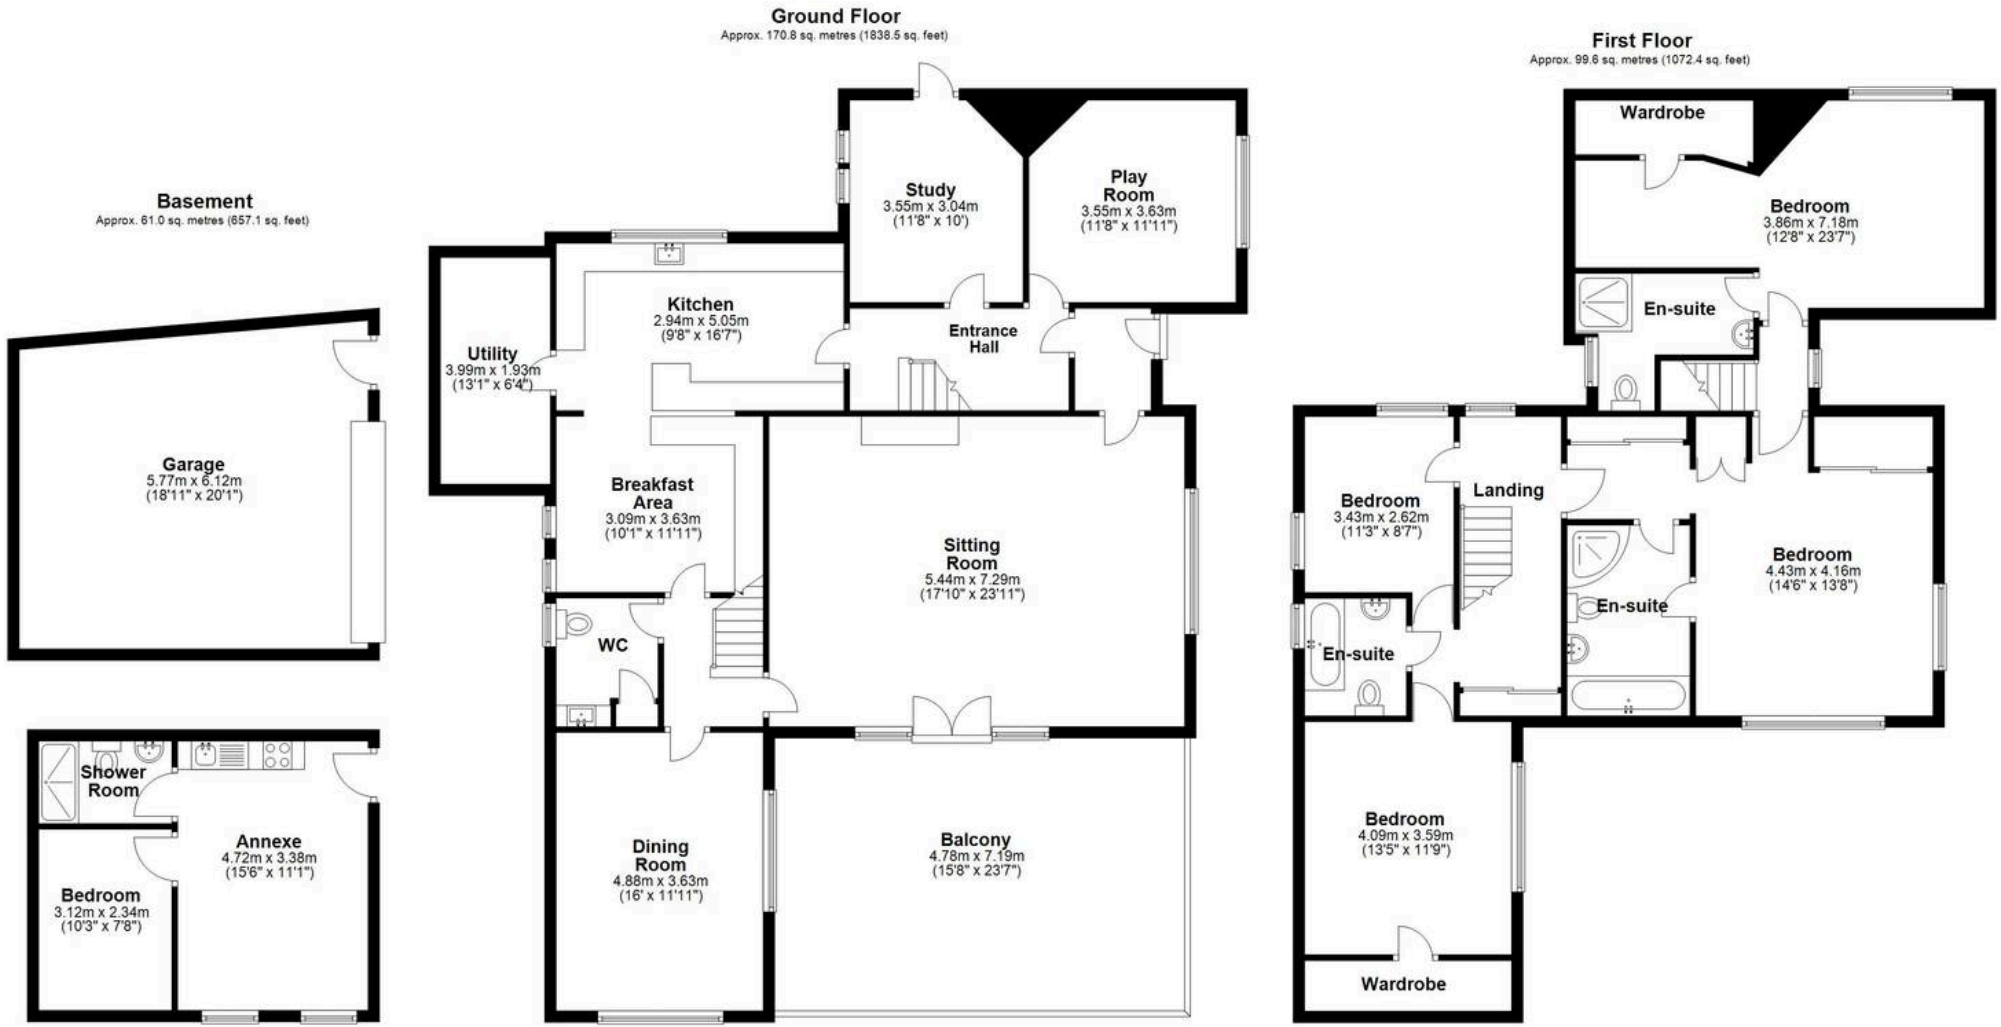 Basement
Approx. 61.0 sq. metres (657.1 sq. feet)
Garage
5.77m x 6.12m
(18'11" x 20'1")
Shower
Room
Annexe
4.72m x 3.38m
(15'6" x 11'1")
Bedroom
3.12m x 2.34m
(10'3" x 7'8")
Ground Floor
Approx. 170.8 sq. metres (1838.5 sq. feet)
Study
3.55m x 3.04m
(11'8" x 10')
Play
Room
3.55m x 3.63m
(11'8" x 11'11")
Kitchen
2.94m x 5.05m
(9'8" x 16'7")
Entrance
Hall
Utility
3.99m x 1.93m
(13'1" x 6'4")
Breakfast
Area
3.09m x 3.63m
(10'1" x 11'11")
Sitting
Room
5.44m x 7.29m
(17'10" x 23'11")
WC
Dining
Room
4.88m x 3.63m
(16' x 11'11")
Balcony
4.78m x 7.19m
(15'8" x 23'7")
First Floor
Approx. 99.6 sq. metres (1072.4 sq. feet)
Wardrobe
Bedroom
3.86m x 7.18m
(12'8" x 23'7")
En-suite
Bedroom
3.43m x 2.62m
(11'3" x 8'7")
Landing
Bedroom
4.43m x 4.16m
(14'6" x 13'8")
En-suite
En-suite
Bedroom
4.09m x 3.59m
(13'5" x 11'9")
Wardrobe